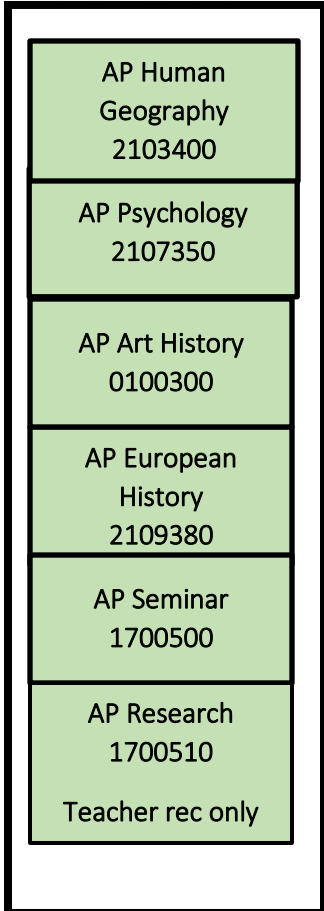 AP Human
Geography
2103400
AP Psychology
2107350
AP Art History
0100300
AP European
History
2109380
AP Seminar
1700500
AP Research
1700510
Teacher rec only